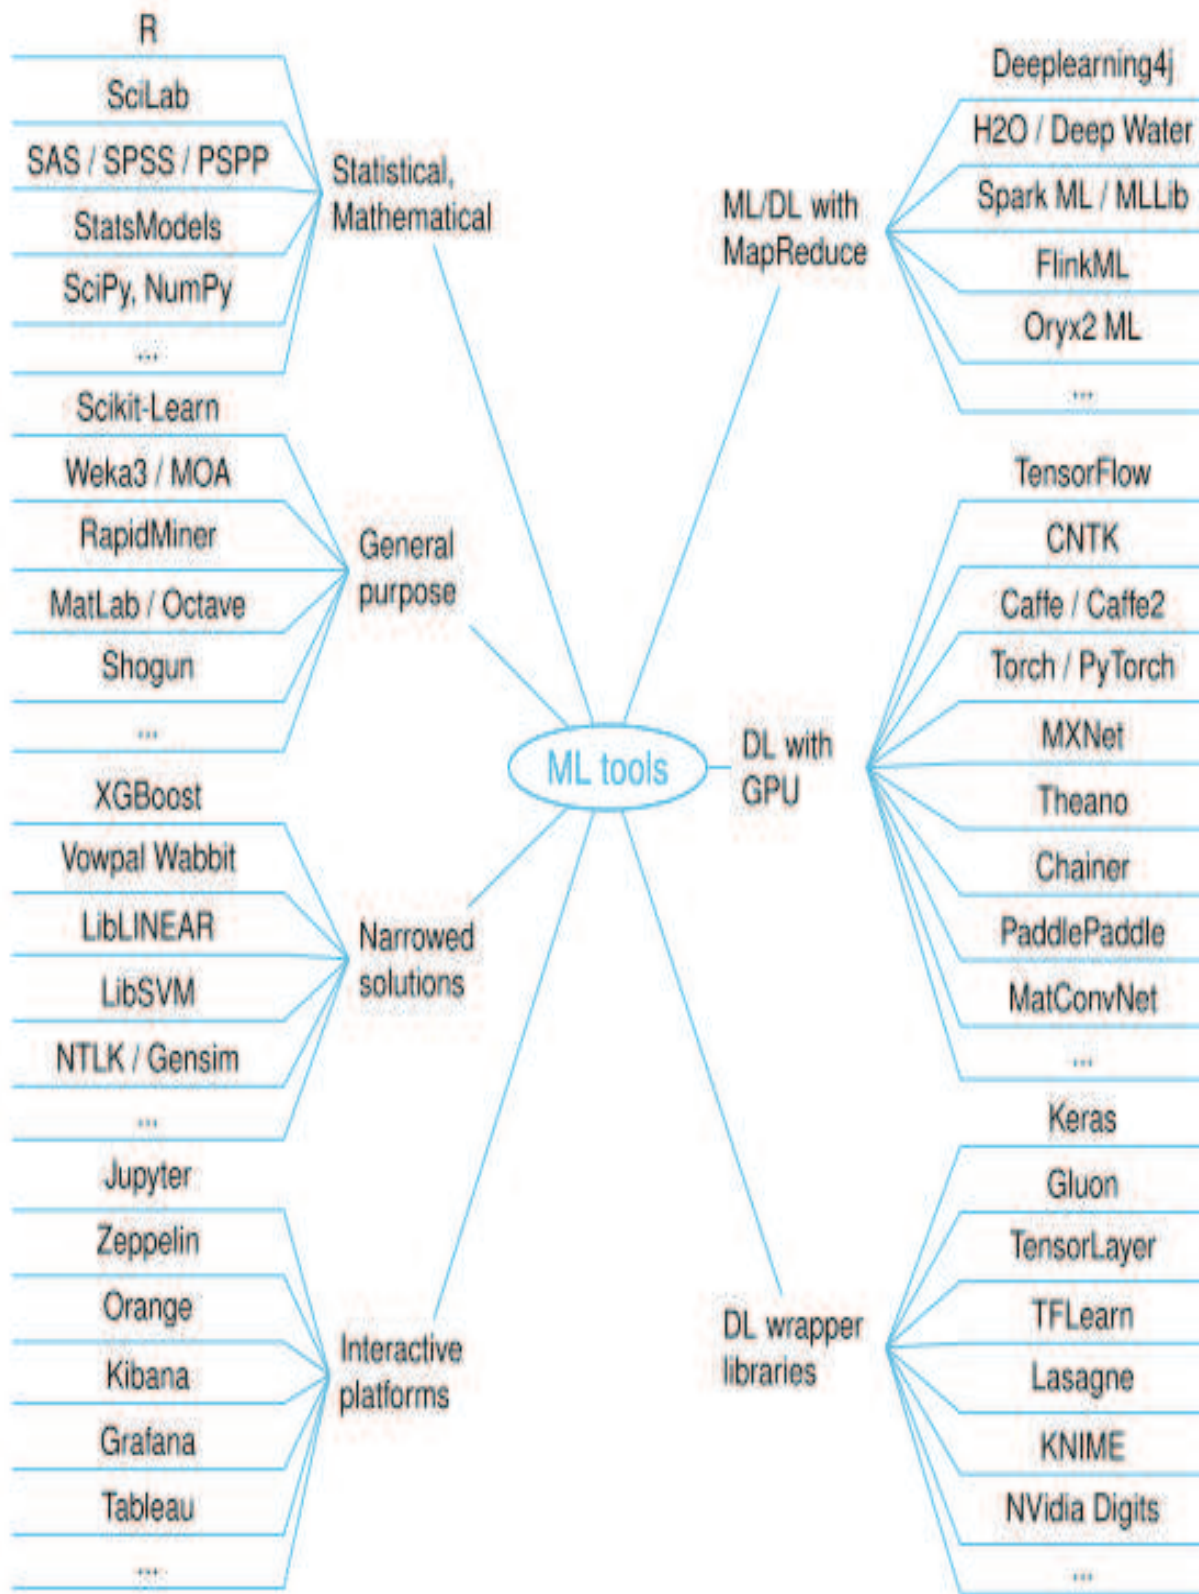 R
SciLab
SAS / SPSS / PSPP
StatsModels
SciPy, NumPy
...
Statistical,
Mathematical
Scikit-Learn
Weka3 / MOA
RapidMiner
MatLab / Octave
Shogun
...
General
purpose
XGBoost
Vowpal Wabbit
LibLINEAR
LibSVM
NTLK / Gensim
...
Narrowed
solutions
Jupyter
Zeppelin
Orange
Kibana
Grafana
Tableau
...
Interactive
platforms
ML tools
ML/DL with
MapReduce
Deeplearning4j
H2O / Deep Water
Spark ML / MLLib
FlinkML
Oryx2 ML
...
DL with
GPU
TensorFlow
CNTK
Caffe / Caffe2
Torch / PyTorch
MXNet
Theano
Chainer
PaddlePaddle
MatConvNet
...
DL wrapper
libraries
Keras
Gluon
TensorLayer
TFLearn
Lasagne
KNIME
NVidia Digits
...